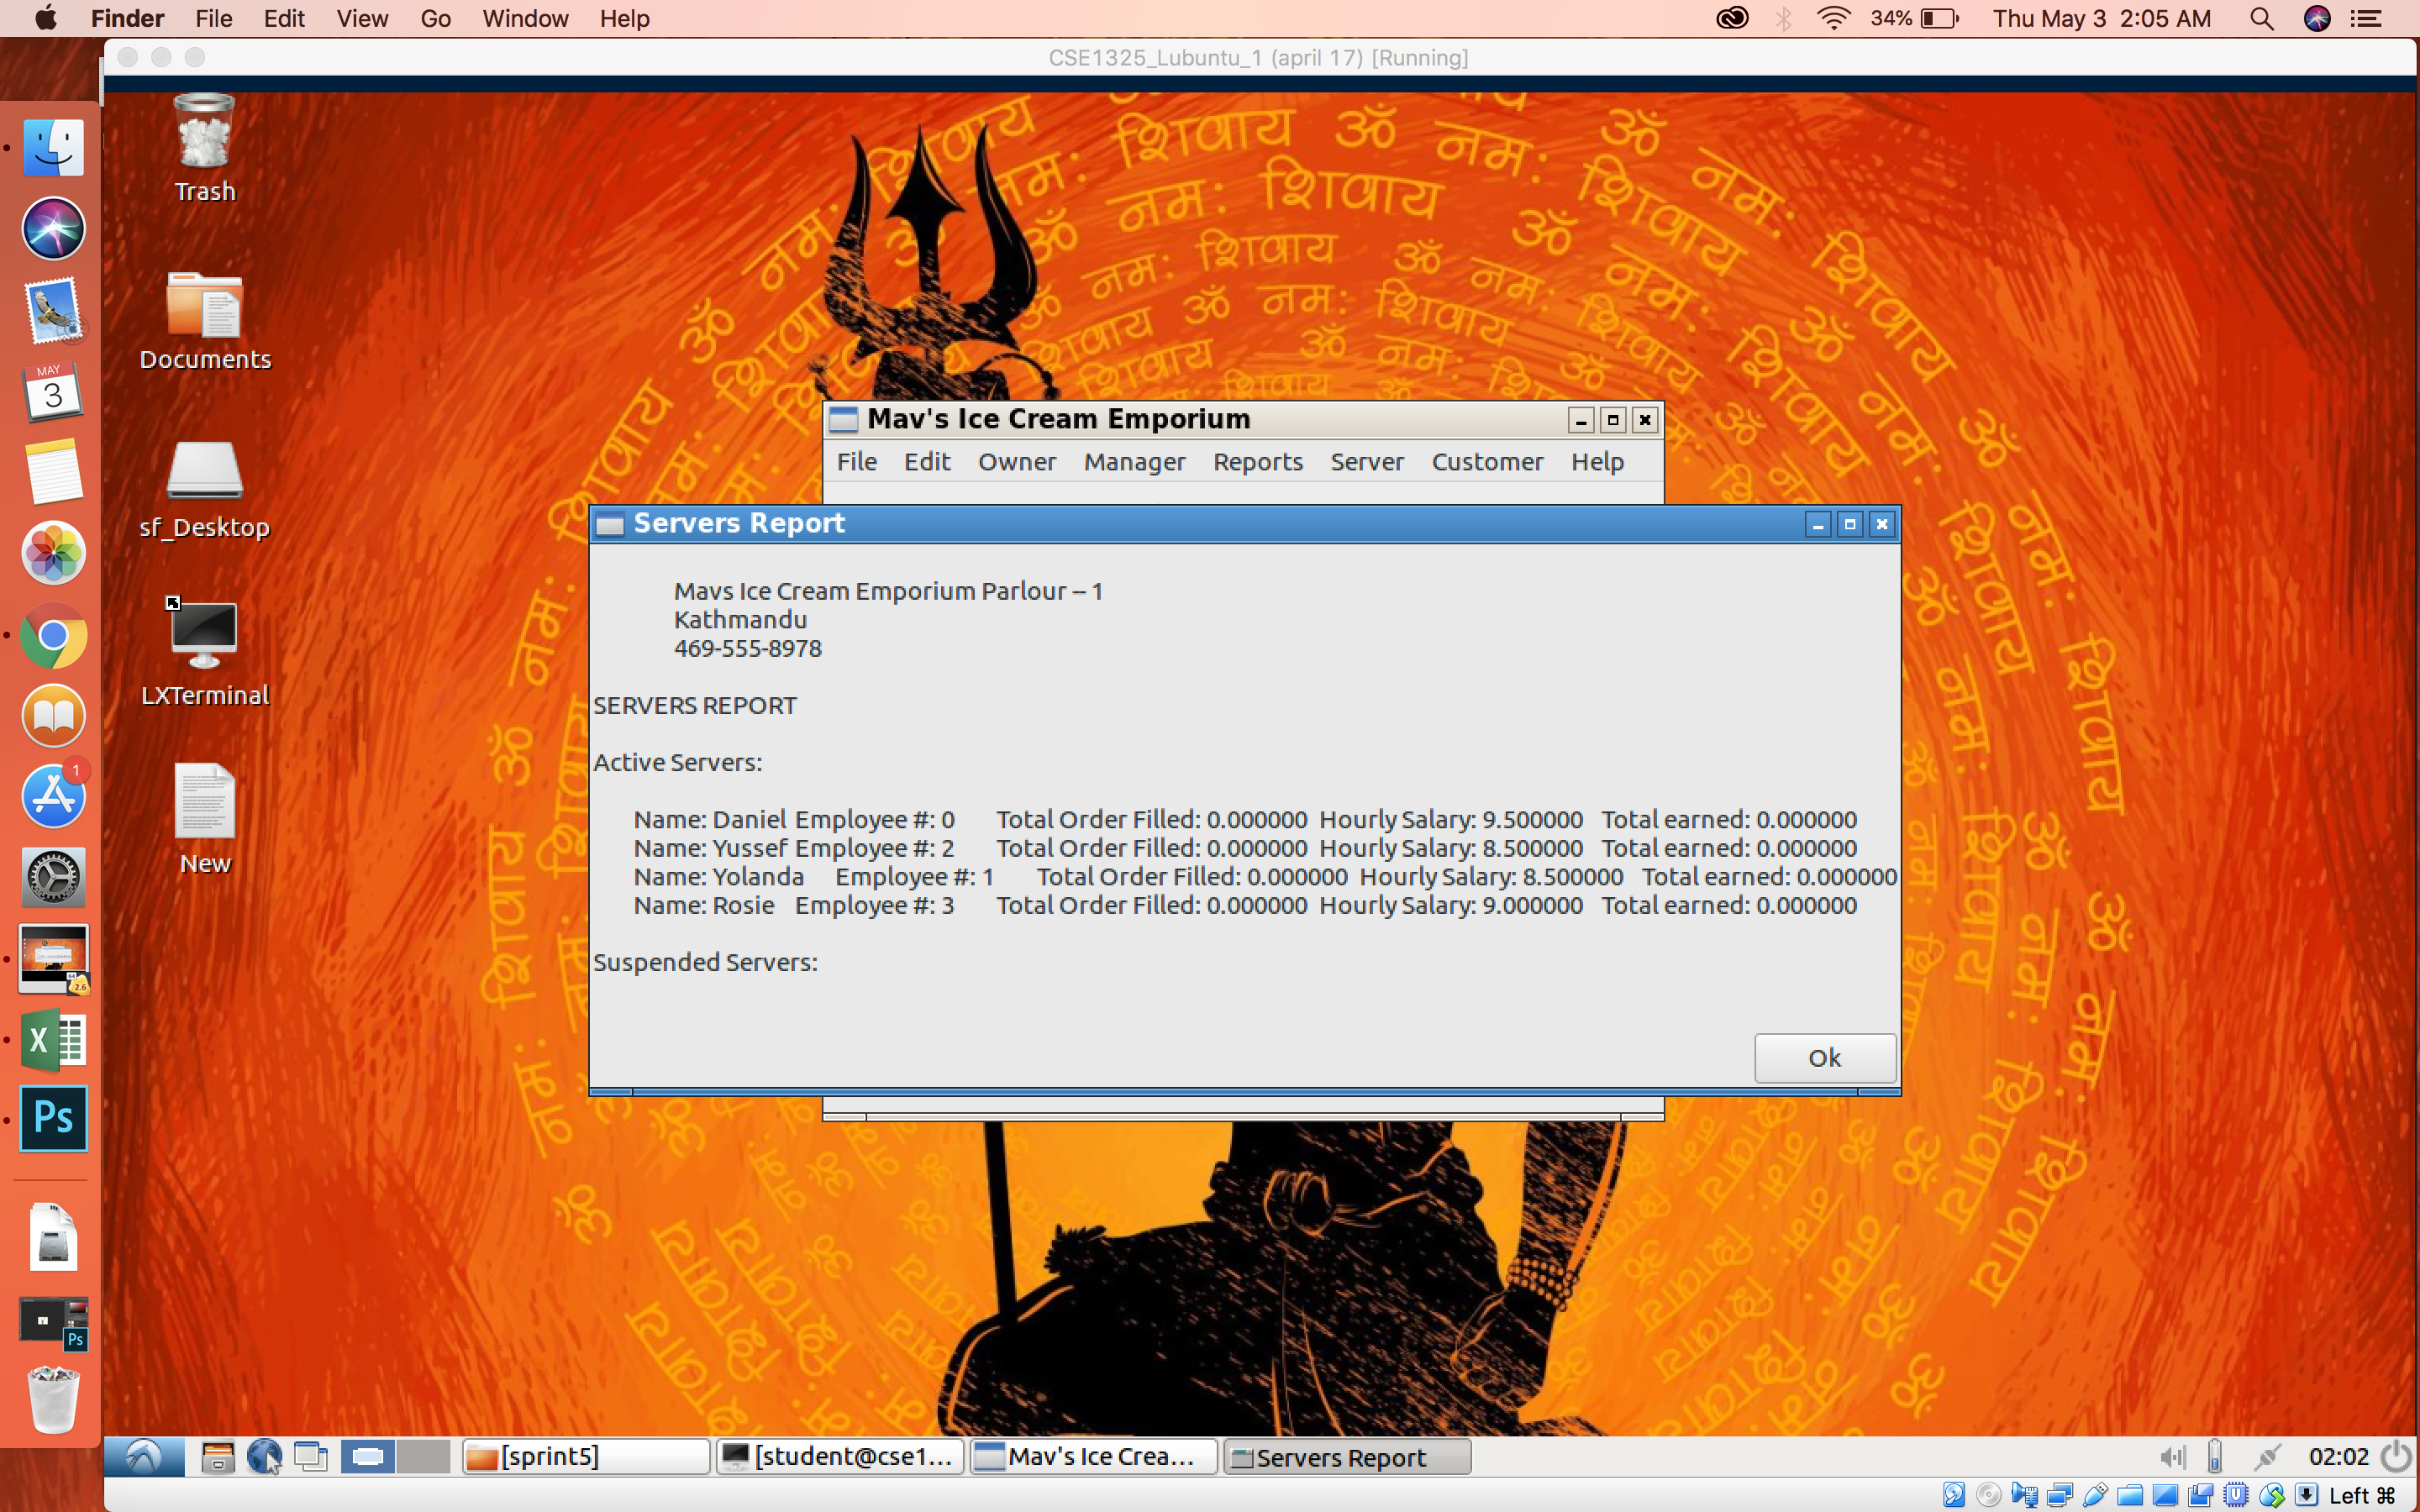 Finder File Edit View Go Window Help 34% Thu May 3 2:05 AM
CSE1325_Lubuntu_1 (april 17) [Running]
Trash
Documents
sf_Desktop
LXTerminal
New
MAY
3
1
2.6
X
Ps
Ps
ॐ नमः शिवाय ॐ नमः शिवाय
Mav's Ice Cream Emporium
File Edit Owner Manager Reports Server Customer Help
Servers Report
Mavs Ice Cream Emporium Parlour -- 1
Kathmandu
469-555-8978
SERVERS REPORT
Active Servers:
Name: Daniel Employee #: 0 Total Order Filled: 0.000000 Hourly Salary: 9.500000 Total earned: 0.000000
Name: Yussef Employee #: 2 Total Order Filled: 0.000000 Hourly Salary: 8.500000 Total earned: 0.000000
Name: Yolanda Employee #: 1 Total Order Filled: 0.000000 Hourly Salary: 8.500000 Total earned: 0.000000
Name: Rosie Employee #: 3 Total Order Filled: 0.000000 Hourly Salary: 9.000000 Total earned: 0.000000
Suspended Servers:
Ok
[sprint5] [student@cse1... Mav's Ice Crea... Servers Report 02:02
Left ⌘